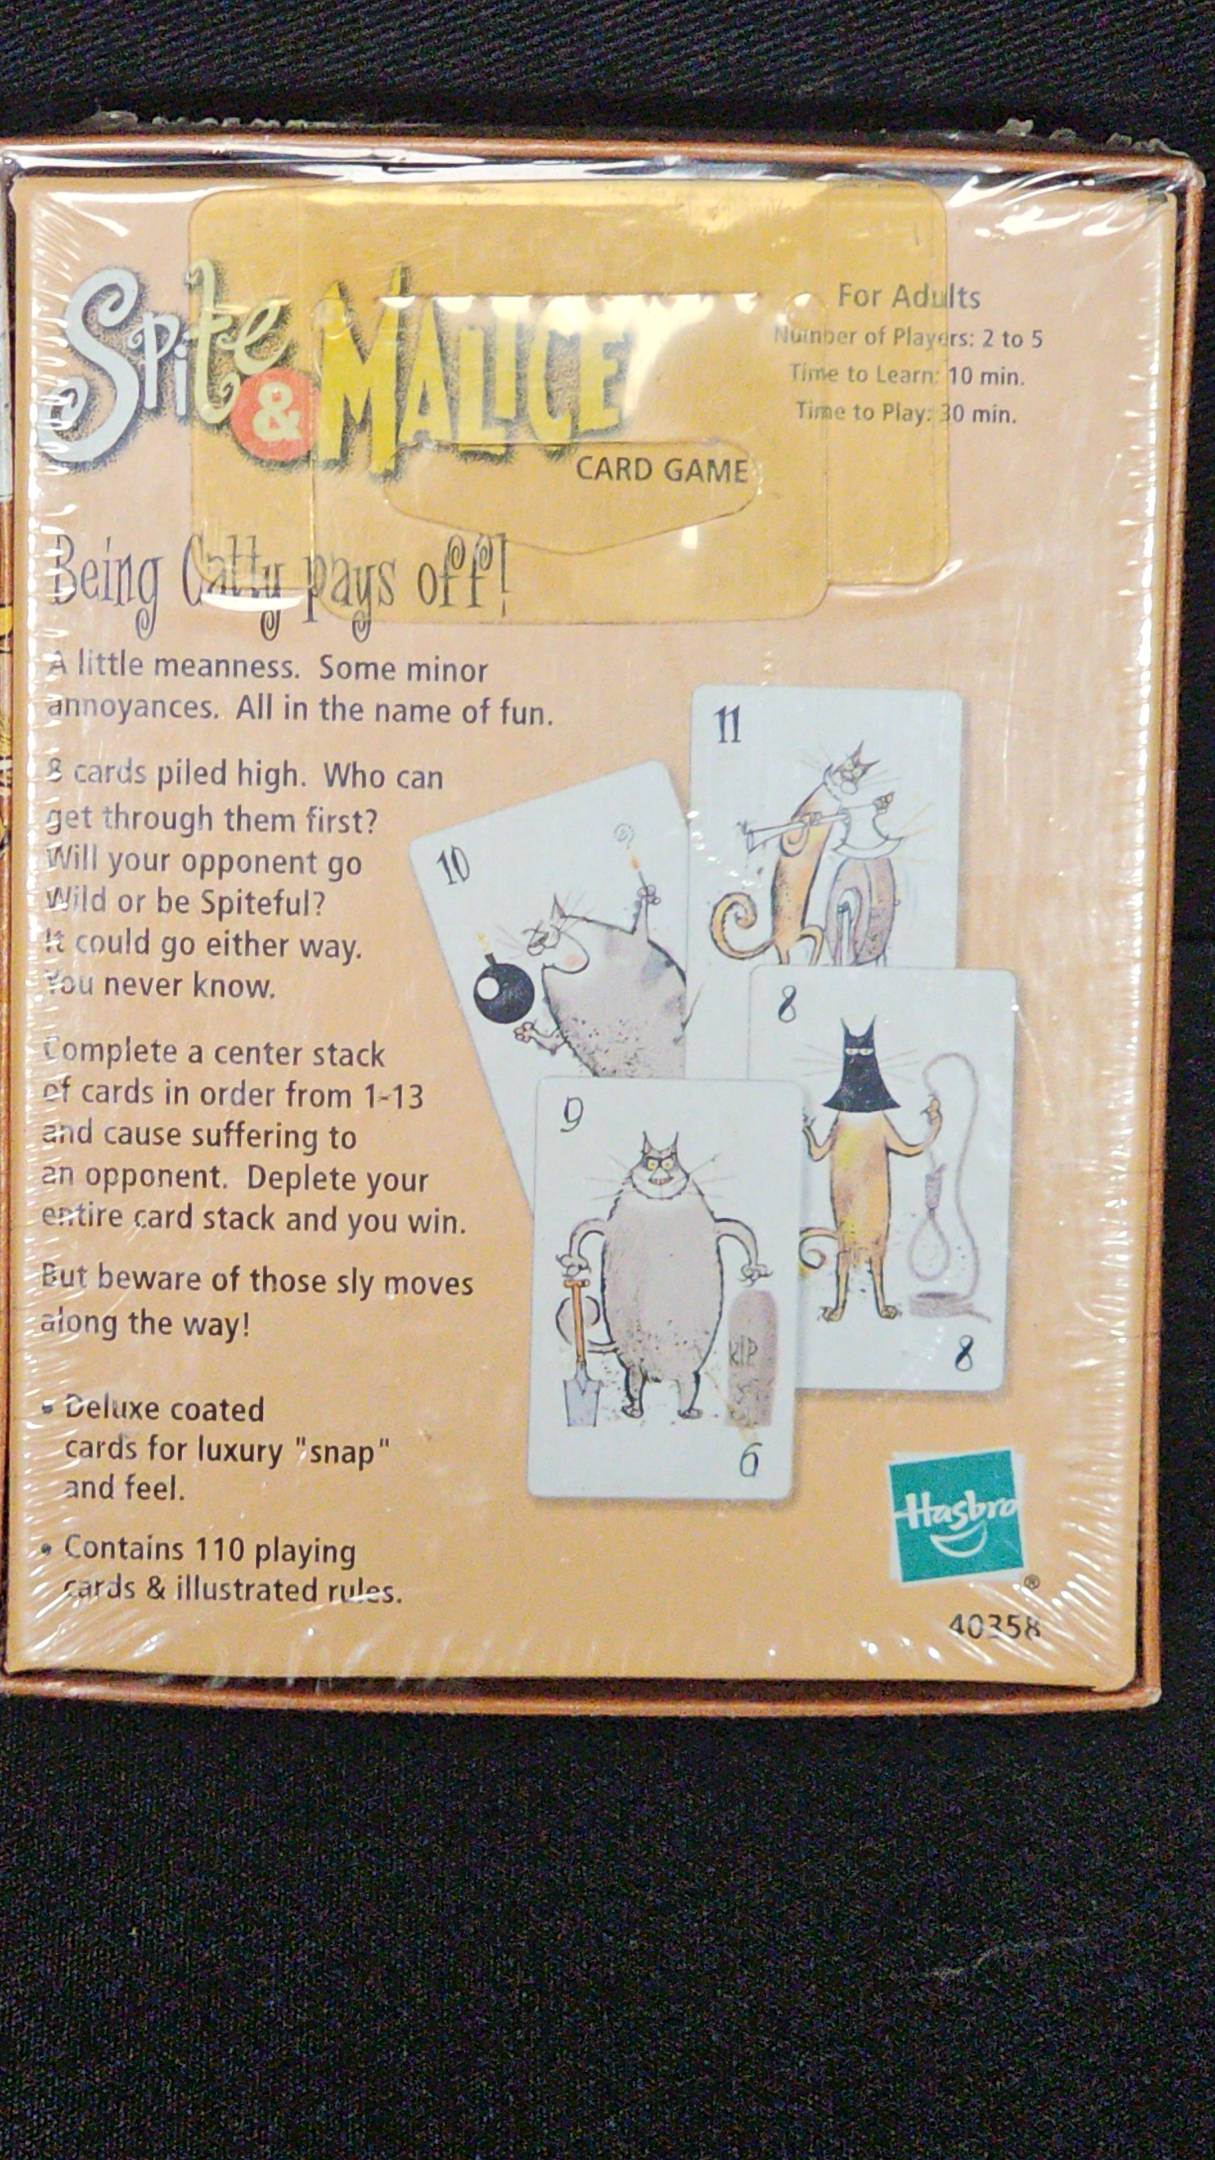 Spite & MALICE
CARD GAME
For Adults
Number of Players: 2 to 5
Time to Learn: 10 min.
Time to Play: 30 min.
Being Catty pays off!
A little meanness. Some minor
annoyances. All in the name of fun.
8 cards piled high. Who can
get through them first?
Will your opponent go
Wild or be Spiteful?
It could go either way.
You never know.
Complete a center stack
of cards in order from 1-13
and cause suffering to
an opponent. Deplete your
entire card stack and you win.
But beware of those sly moves
along the way!
• Deluxe coated
cards for luxury "snap"
and feel.
• Contains 110 playing
cards & illustrated rules.
11
10
8
9
RIP
8
9
Hasbro
®
40358